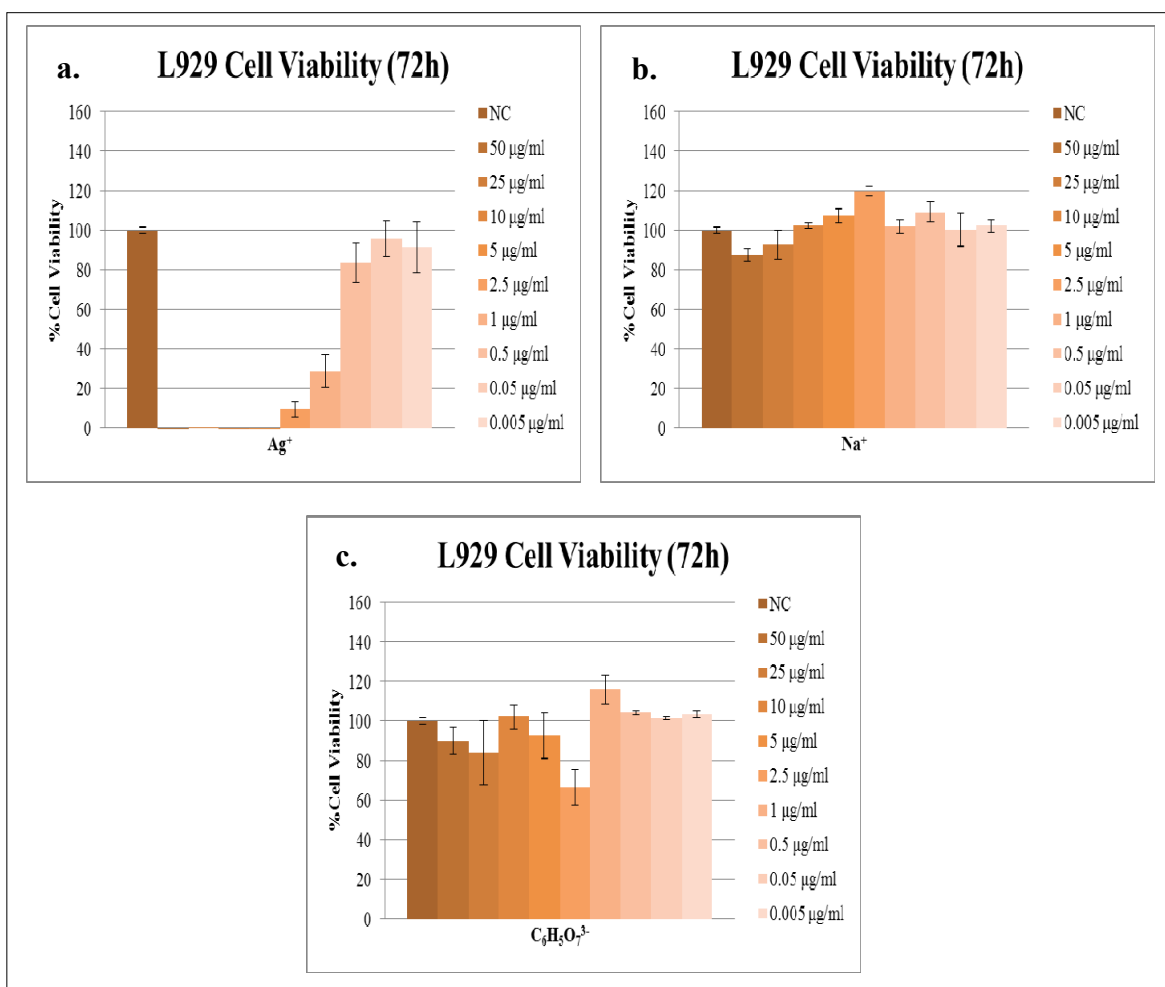 a.
L929 Cell Viability (72h)
160
140
120
100
80
60
40
20
0
%Cell Viability
Ag⁺
NC
50 μg/ml
25 μg/ml
10 μg/ml
5 μg/ml
2.5 μg/ml
1 μg/ml
0.5 μg/ml
0.05 μg/ml
0.005 μg/ml
b.
L929 Cell Viability (72h)
160
140
120
100
80
60
40
20
0
%Cell Viability
Na⁺
NC
50 μg/ml
25 μg/ml
10 μg/ml
5 μg/ml
2.5 μg/ml
1 μg/ml
0.5 μg/ml
0.05 μg/ml
0.005 μg/ml
c.
L929 Cell Viability (72h)
160
140
120
100
80
60
40
20
0
%Cell Viability
C₆H₅O₇³⁻
NC
50 μg/ml
25 μg/ml
10 μg/ml
5 μg/ml
2.5 μg/ml
1 μg/ml
0.5 μg/ml
0.05 μg/ml
0.005 μg/ml